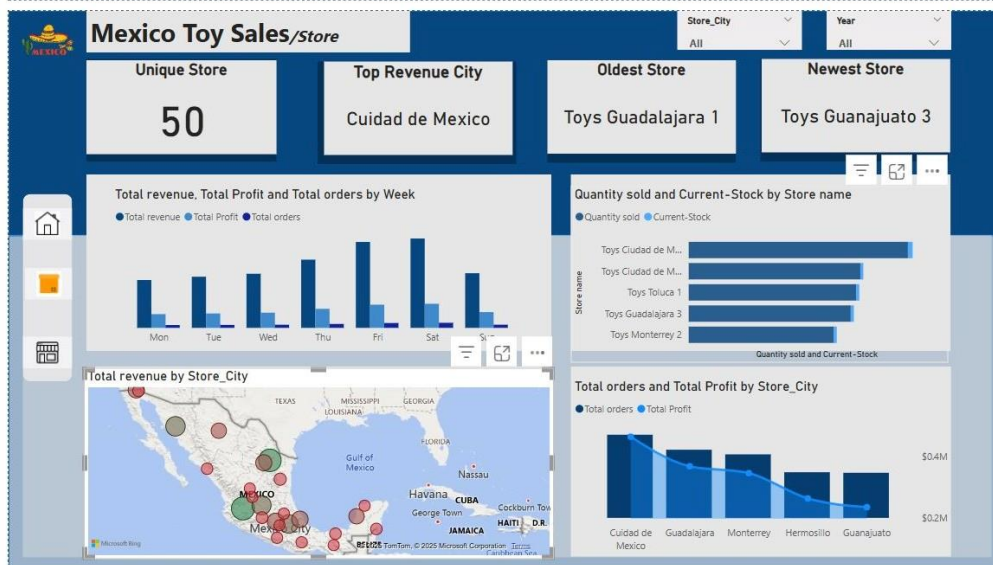 Mexico Toy Sales/Store
MEXICO
Store_City
All
Year
All
Unique Store
50
Top Revenue City
Cuidad de Mexico
Oldest Store
Toys Guadalajara 1
Newest Store
Toys Guanajuato 3
Total revenue, Total Profit and Total orders by Week
Total revenue Total Profit Total orders
Mon Tue Wed Thu Fri Sat Sun
Quantity sold and Current-Stock by Store name
Quantity sold Current-Stock
Store name
Toys Ciudad de M...
Toys Ciudad de M...
Toys Toluca 1
Toys Guadalajara 3
Toys Monterrey 2
Quantity sold and Current-Stock
Total revenue by Store_City
TEXAS
MISSISSIPPI
GEORGIA
LOUISIANA
FLORIDA
Gulf of
Mexico
Nassau
MEXICO
Havana
CUBA
George Town
Cockburn Tow
Mexico City
JAMAICA
HAITI
D.R.
BELIZE
Microsoft Bing
TomTom, © 2025 Microsoft Corporation Terms
Caribbean Sea
Total orders and Total Profit by Store_City
Total orders Total Profit
$0.4M
$0.2M
Cuidad de
Mexico
Guadalajara
Monterrey
Hermosillo
Guanajuato